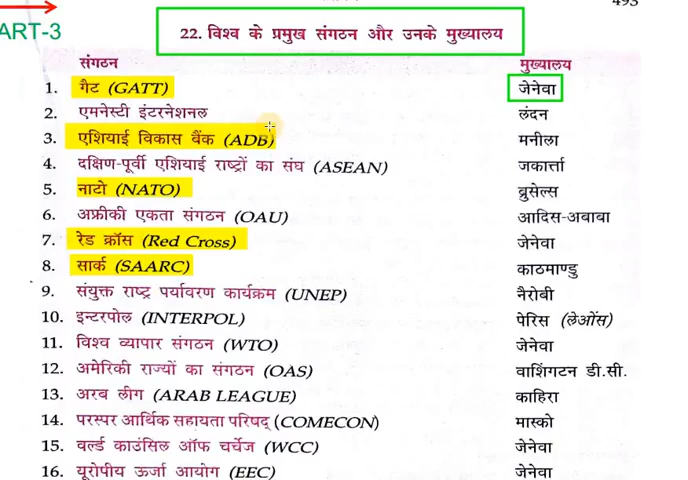 493
ART-3
22. विश्व के प्रमुख संगठन और उनके मुख्यालय
संगठन मुख्यालय
1. गैट (GATT) जेनेवा
2. एमनेस्टी इंटरनेशनल लंदन
3. एशियाई विकास बैंक (ADB) मनीला
4. दक्षिण-पूर्वी एशियाई राष्ट्रों का संघ (ASEAN) जकार्त्ता
5. नाटो (NATO) ब्रुसेल्स
6. अफ्रीकी एकता संगठन (OAU) आदिस-अबाबा
7. रेड क्रॉस (Red Cross) जेनेवा
8. सार्क (SAARC) काठमाण्डु
9. संयुक्त राष्ट्र पर्यावरण कार्यक्रम (UNEP) नैरोबी
10. इन्टरपोल (INTERPOL) पेरिस (लेओंस)
11. विश्व व्यापार संगठन (WTO) जेनेवा
12. अमेरिकी राज्यों का संगठन (OAS) वाशिंगटन डी.सी.
13. अरब लीग (ARAB LEAGUE) काहिरा
14. परस्पर आर्थिक सहायता परिषद् (COMECON) मास्को
15. वर्ल्ड काउंसिल ऑफ चर्चेज (WCC) जेनेवा
16. यूरोपीय ऊर्जा आयोग (EEC) जेनेवा